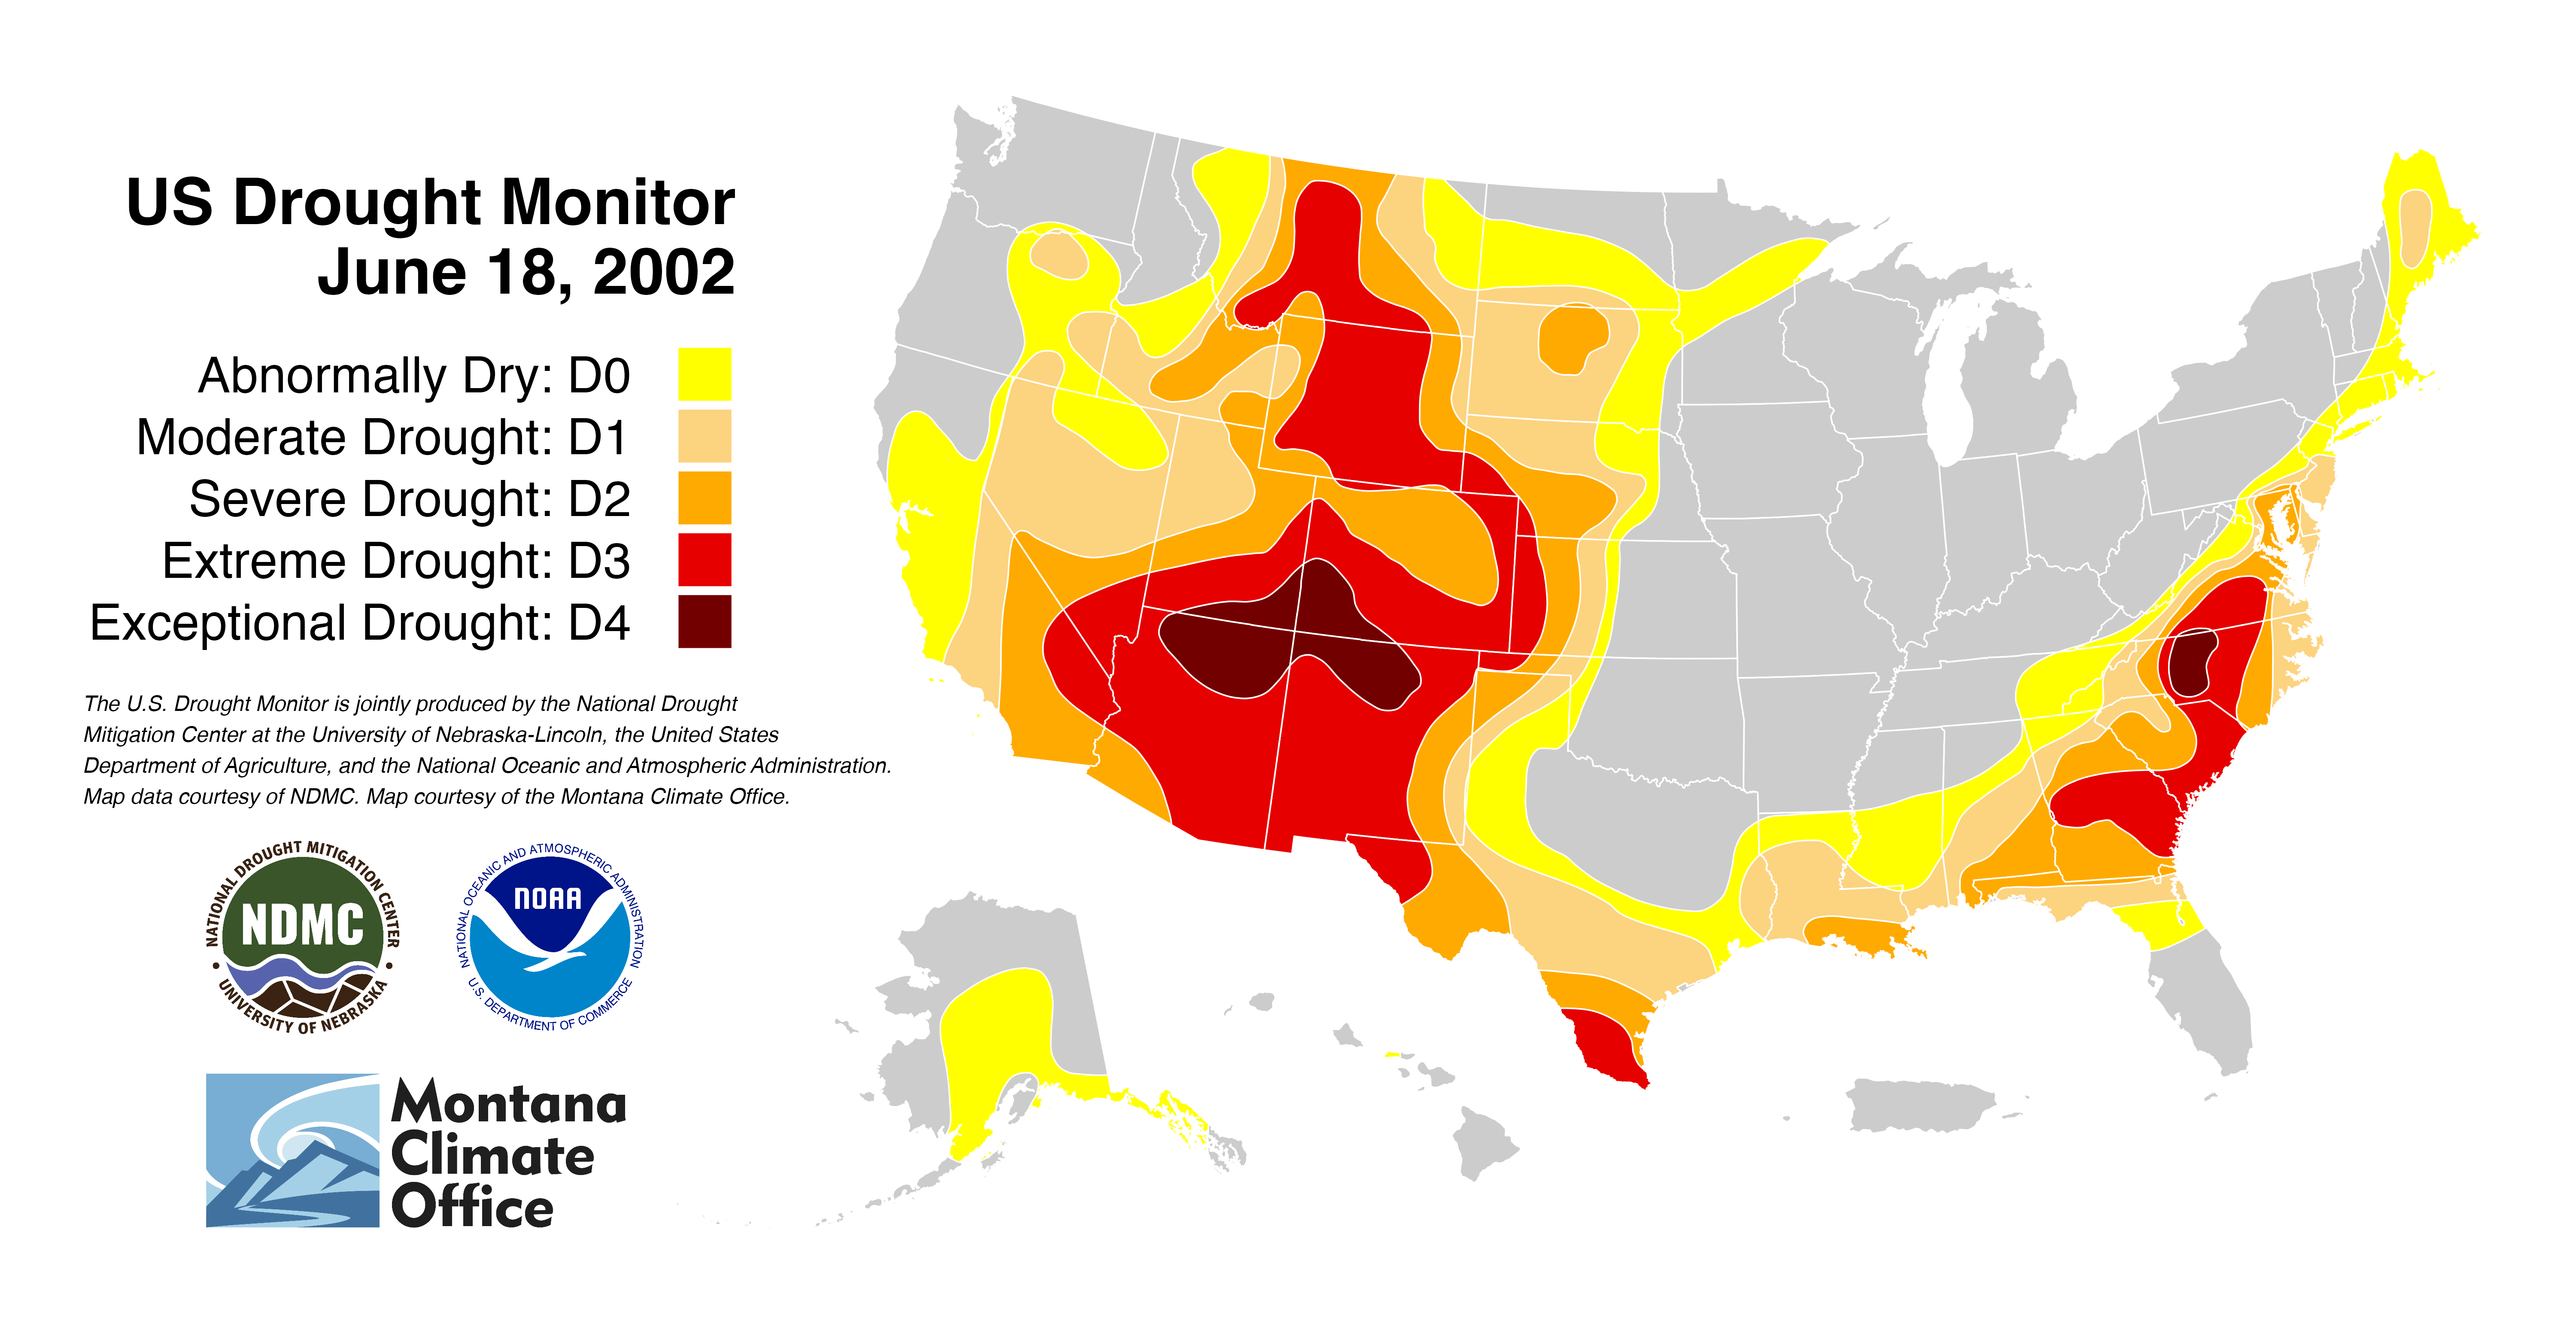 US Drought Monitor
June 18, 2002
Abnormally Dry: D0
Moderate Drought: D1
Severe Drought: D2
Extreme Drought: D3
Exceptional Drought: D4
The U.S. Drought Monitor is jointly produced by the National Drought
Mitigation Center at the University of Nebraska-Lincoln, the United States
Department of Agriculture, and the National Oceanic and Atmospheric Administration.
Map data courtesy of NDMC. Map courtesy of the Montana Climate Office.
NATIONAL DROUGHT MITIGATION CENTER
NDMC
UNIVERSITY OF NEBRASKA
NATIONAL OCEANIC AND ATMOSPHERIC ADMINISTRATION
NOAA
U.S. DEPARTMENT OF COMMERCE
Montana
Climate
Office